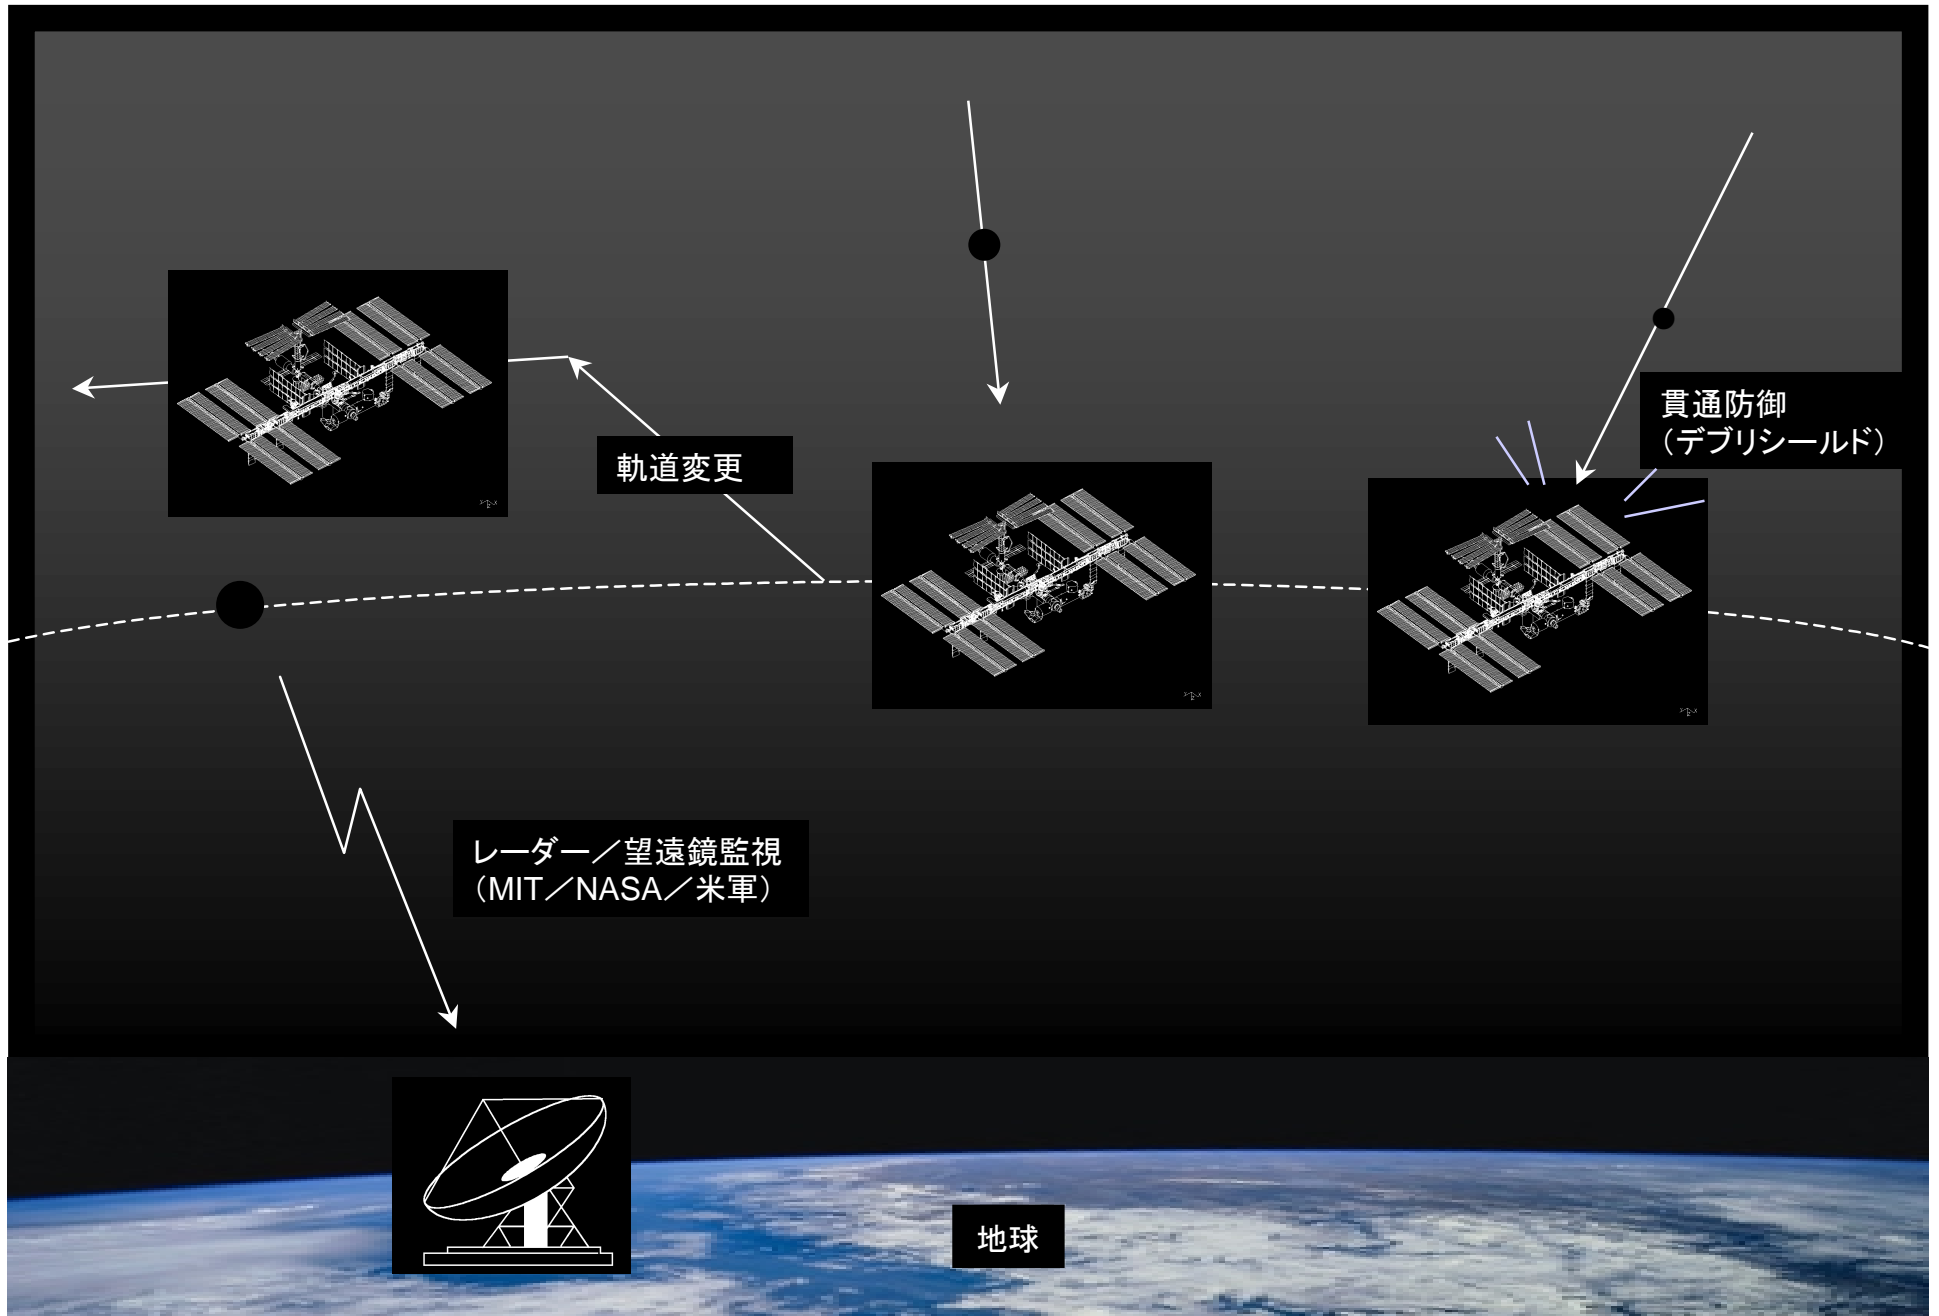 貫通防御
（デブリシールド）
軌道変更
レーダー／望遠鏡監視
（MIT／NASA／米軍）
地球